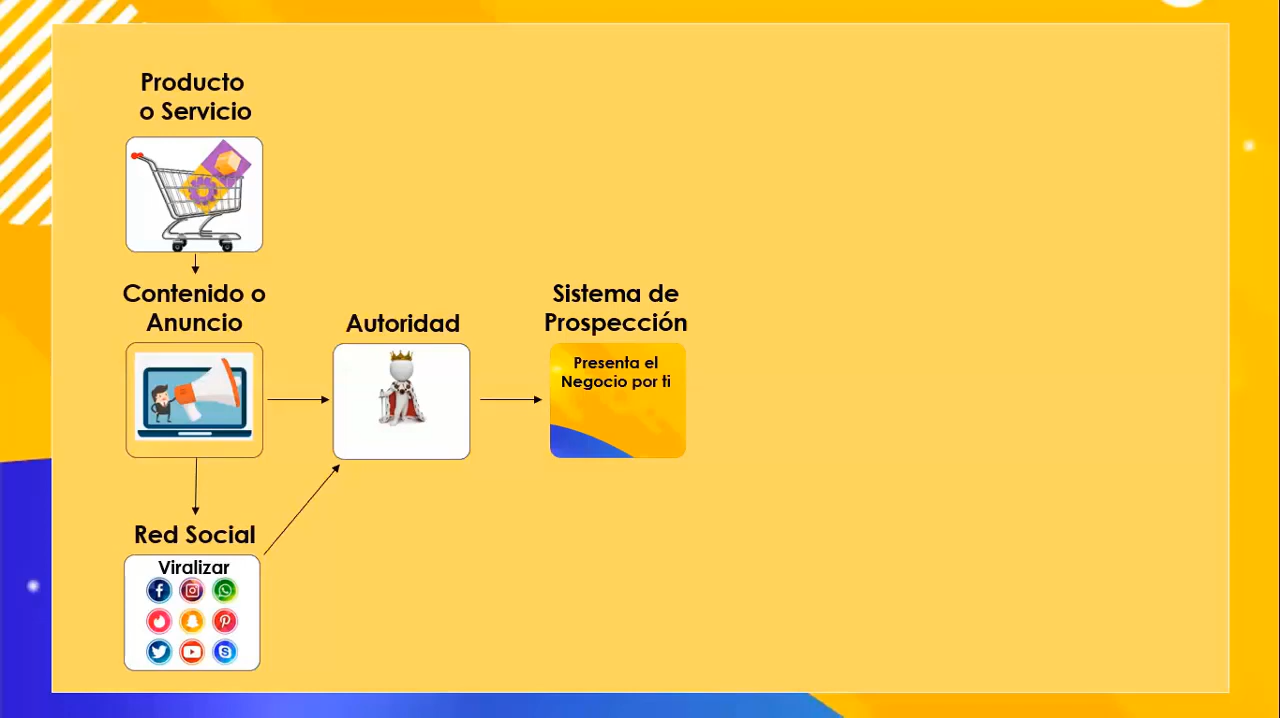 Producto
o Servicio
Contenido o
Anuncio
Autoridad
Sistema de
Prospección
Presenta el
Negocio por ti
Red Social
Viralizar